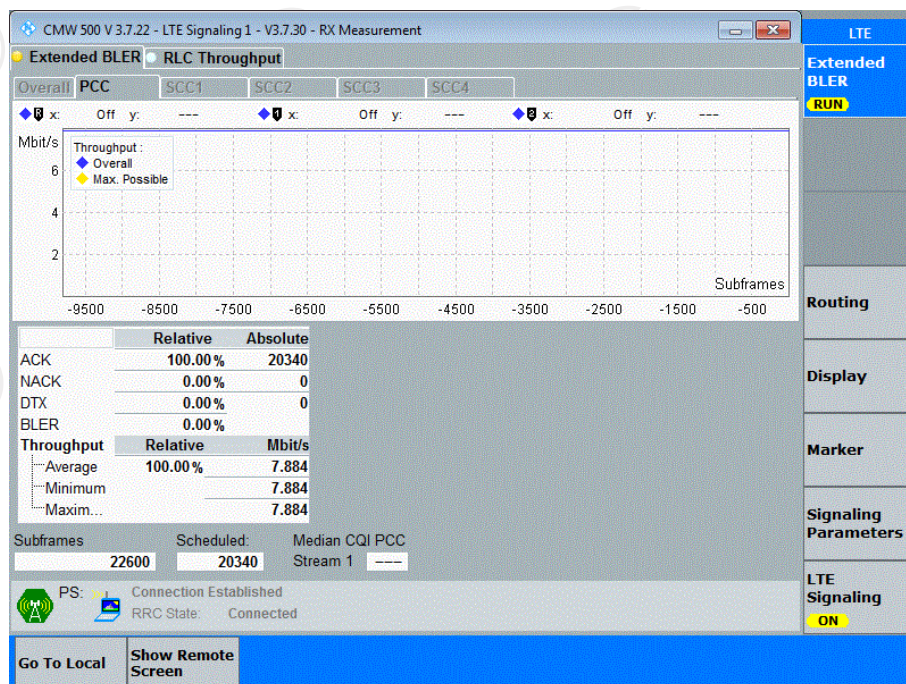 CMW 500 V 3.7.22 - LTE Signaling 1 - V3.7.30 - RX Measurement
LTE
Extended BLER RLC Throughput
Extended
BLER
RUN
Overall PCC SCC1 SCC2 SCC3 SCC4
R x: Off y: --- 1 x: Off y: --- 2 x: Off y: ---
Mbit/s
Throughput :
Overall
Max. Possible
6
4
2
Subframes
-9500 -8500 -7500 -6500 -5500 -4500 -3500 -2500 -1500 -500
Routing
Relative Absolute
ACK 100.00 % 20340
NACK 0.00 % 0
DTX 0.00 % 0
BLER 0.00 %
Display
Throughput Relative Mbit/s
Average 100.00 % 7.884
Minimum 7.884
Maxim... 7.884
Marker
Subframes Scheduled: Median CQI PCC
22600 20340 Stream 1 ---
Signaling
Parameters
PS: Connection Established
RRC State: Connected
LTE
Signaling
ON
Go To Local
Show Remote
Screen